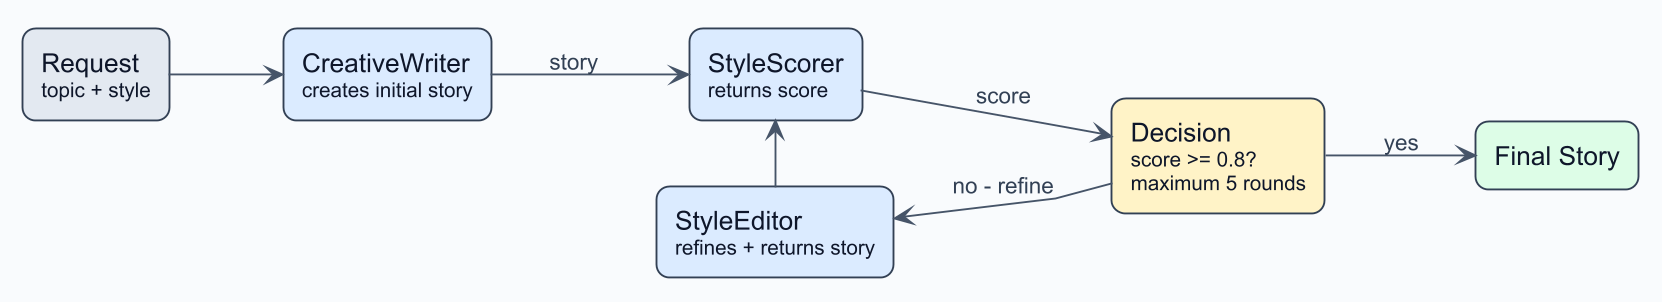 Request
topic + style
CreativeWriter
creates initial story
story
StyleScorer
returns score
score
Decision
score >= 0.8?
maximum 5 rounds
yes
Final Story
no - refine
StyleEditor
refines + returns story